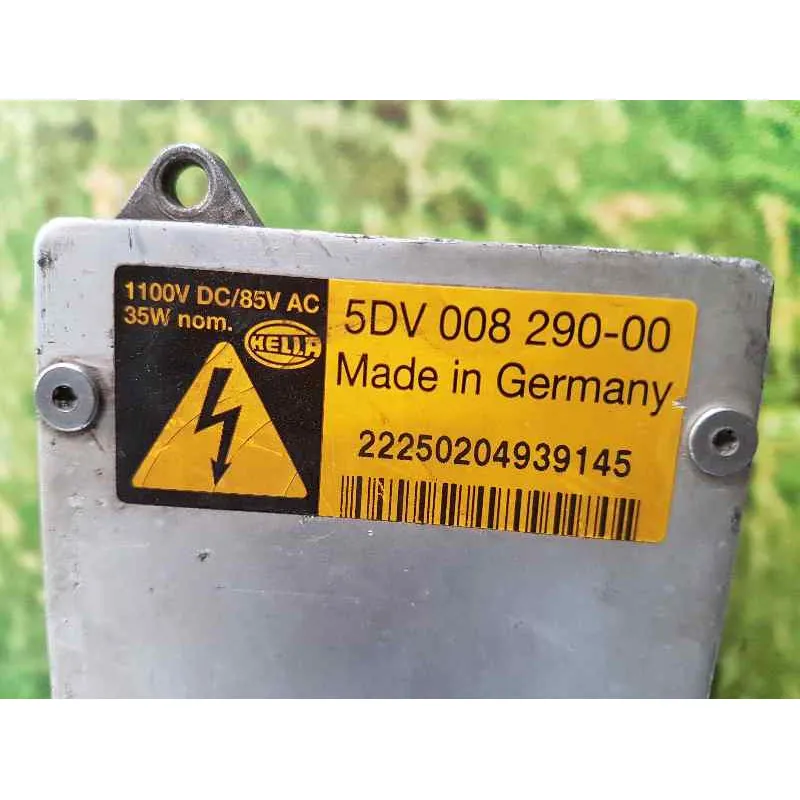 1100V DC/85V AC
35W nom.
HELLA
5DV 008 290-00
Made in Germany
22250204939145